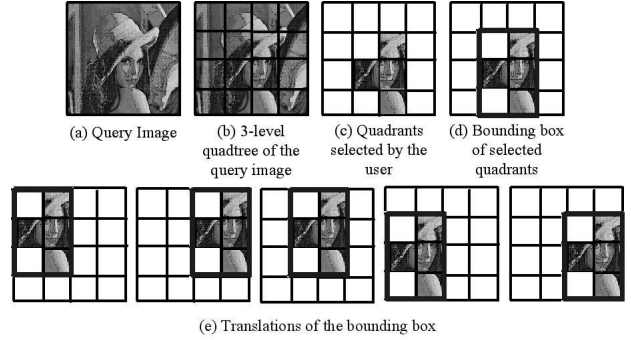 (a) Query Image
(b) 3-level
quadtree of the
query image
(c) Quadrants
selected by the
user
(d) Bounding box
of selected
quadrants
(e) Translations of the bounding box